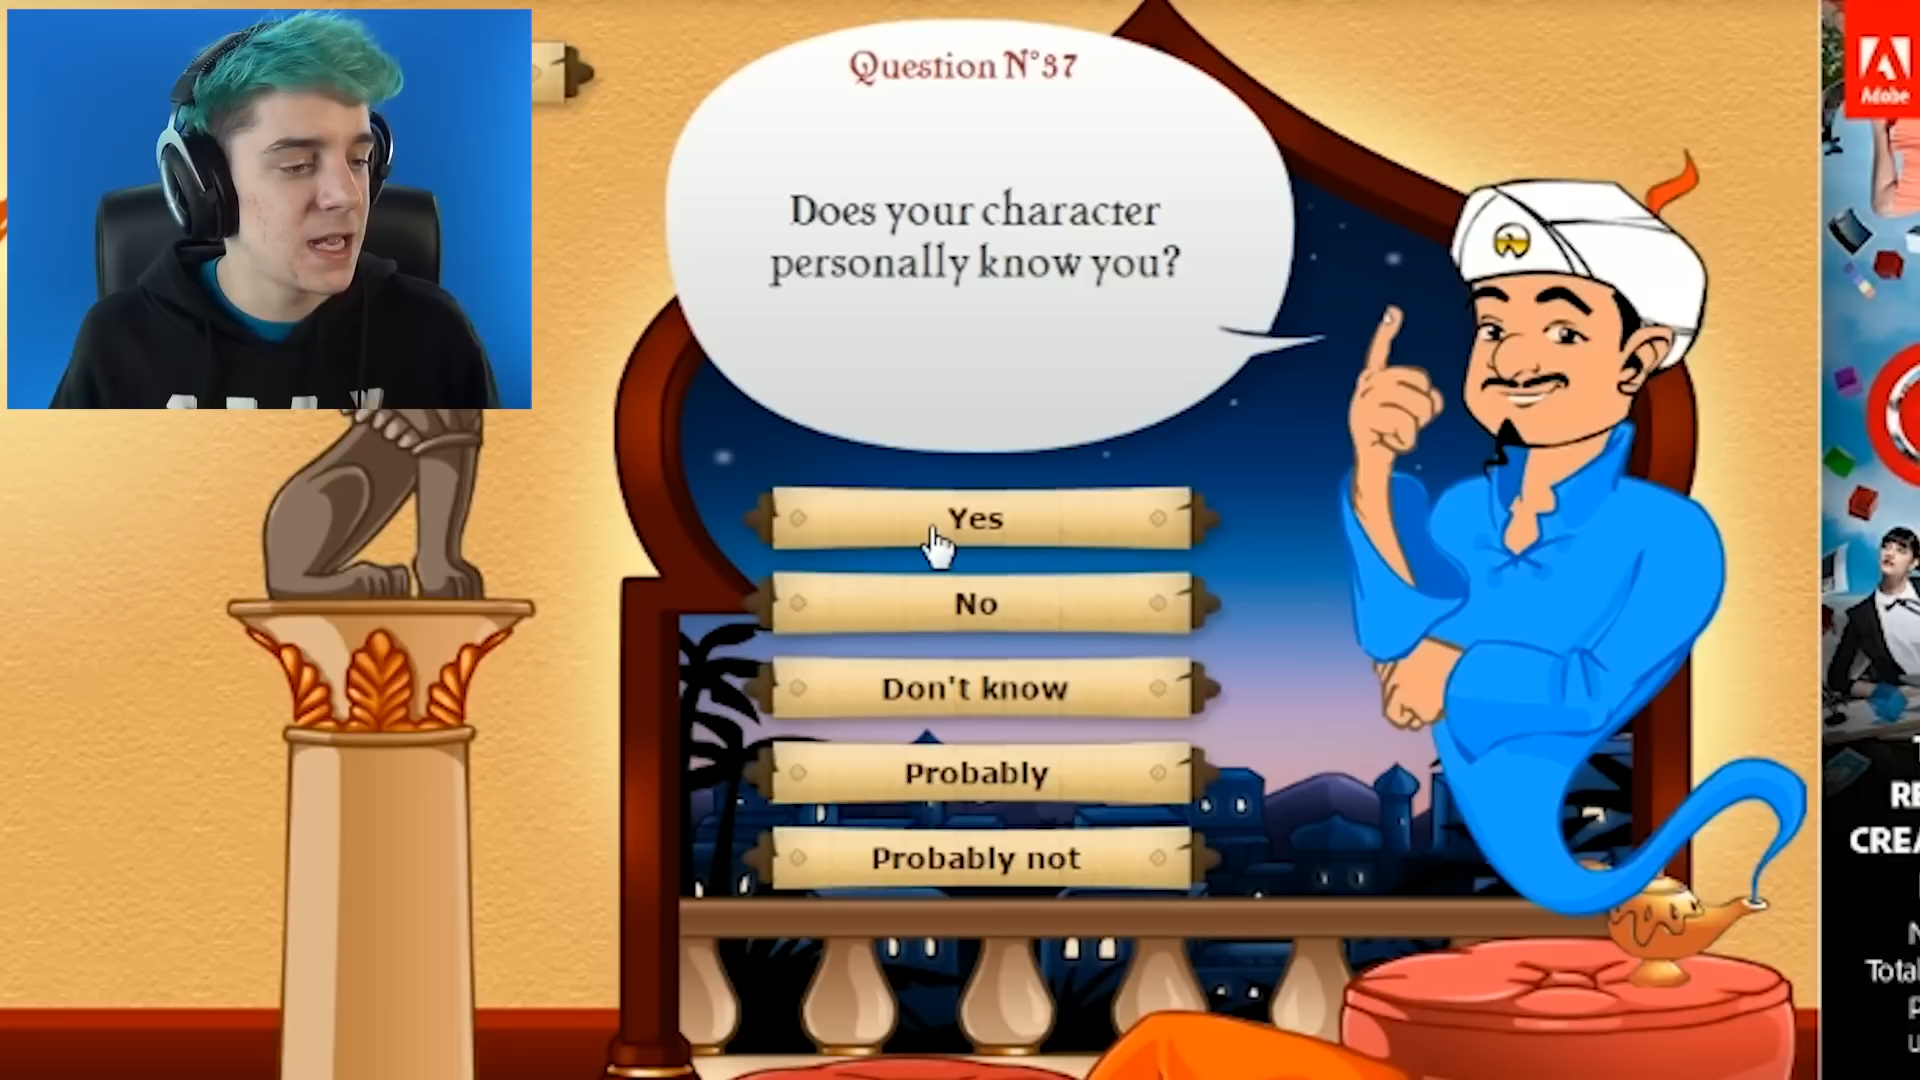 Question N°37
Does your character
personally know you?
Yes
No
Don't know
Probably
Probably not
Adobe